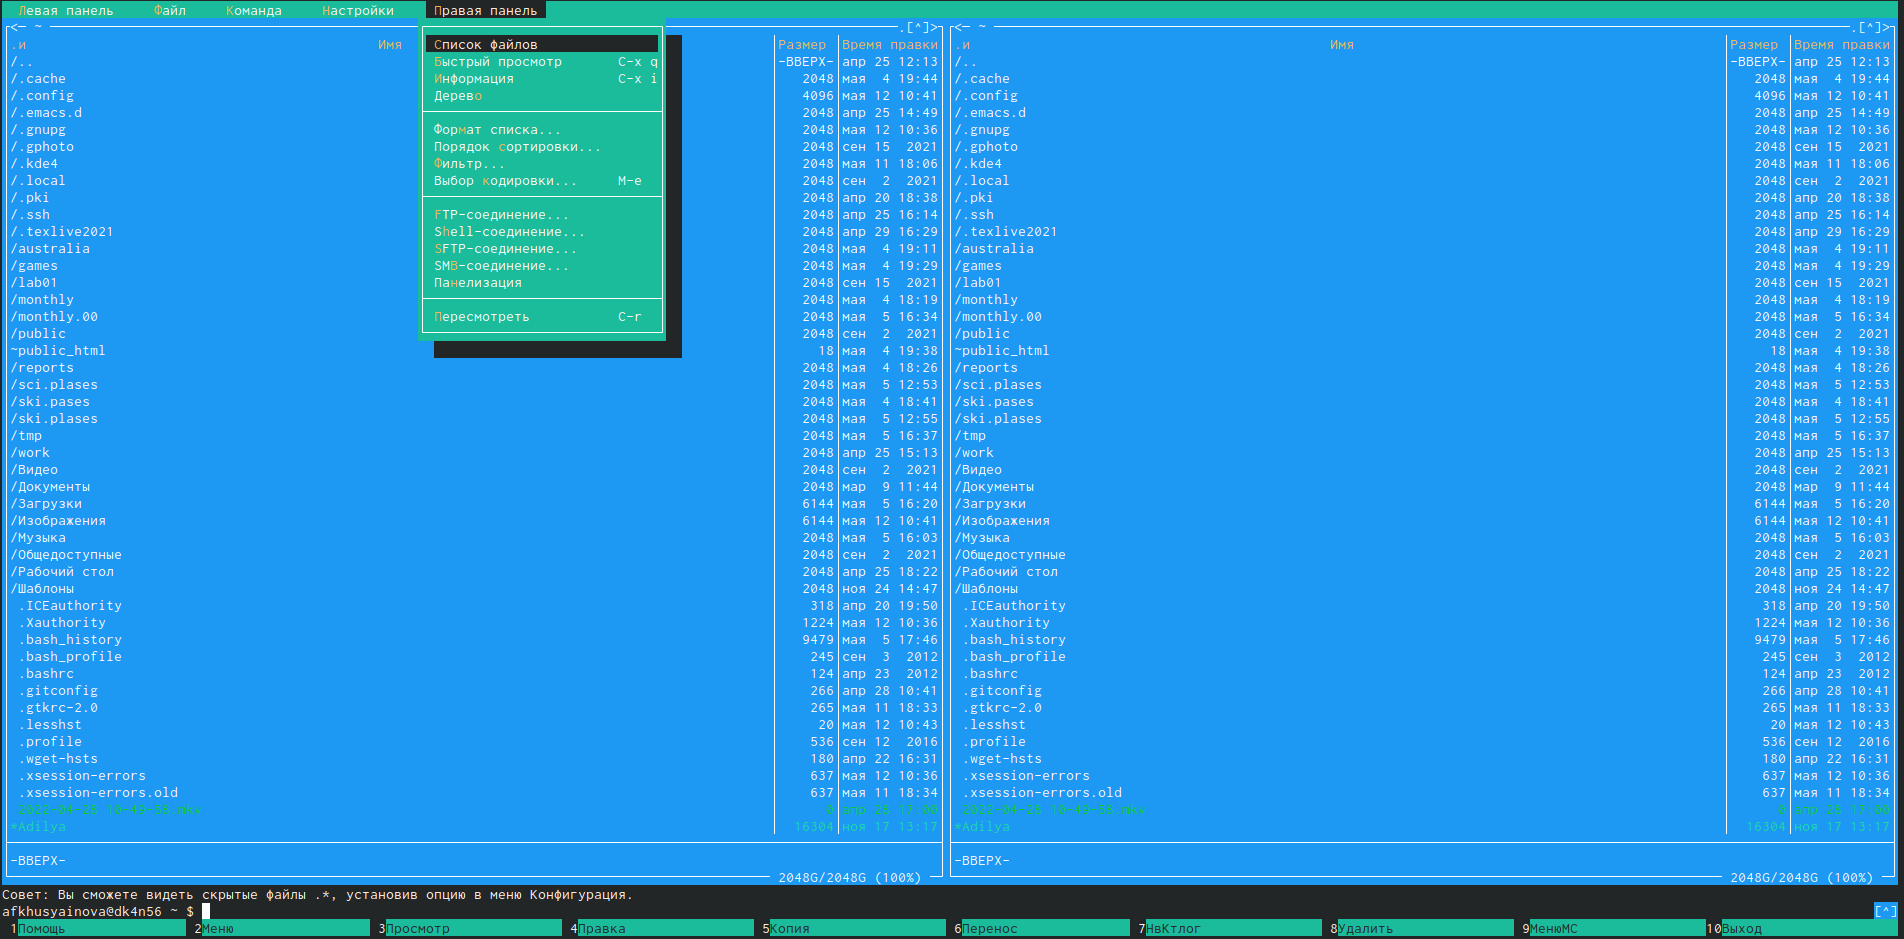 Левая панель Файл Команда Настройки Правая панель
<─ ~ .[^]> <─ ~ .[^]>
.и Имя Размер Время правки .и Имя Размер Время правки
/.. -ВВЕРХ- апр 25 12:13 /.. -ВВЕРХ- апр 25 12:13
/.cache 2048 мая 4 19:44 /.cache 2048 мая 4 19:44
/.config 4096 мая 12 10:41 /.config 4096 мая 12 10:41
/.emacs.d 2048 апр 25 14:49 /.emacs.d 2048 апр 25 14:49
/.gnupg 2048 мая 12 10:36 /.gnupg 2048 мая 12 10:36
/.gphoto 2048 сен 15 2021 /.gphoto 2048 сен 15 2021
/.kde4 2048 мая 11 18:06 /.kde4 2048 мая 11 18:06
/.local 2048 сен 2 2021 /.local 2048 сен 2 2021
/.pki 2048 апр 20 18:38 /.pki 2048 апр 20 18:38
/.ssh 2048 апр 25 16:14 /.ssh 2048 апр 25 16:14
/.texlive2021 2048 апр 29 16:29 /.texlive2021 2048 апр 29 16:29
/australia 2048 мая 4 19:11 /australia 2048 мая 4 19:11
/games 2048 мая 4 19:29 /games 2048 мая 4 19:29
/lab01 2048 сен 15 2021 /lab01 2048 сен 15 2021
/monthly 2048 мая 4 18:19 /monthly 2048 мая 4 18:19
/monthly.00 2048 мая 5 16:34 /monthly.00 2048 мая 5 16:34
/public 2048 сен 2 2021 /public 2048 сен 2 2021
~public_html 18 мая 4 19:38 ~public_html 18 мая 4 19:38
/reports 2048 мая 4 18:26 /reports 2048 мая 4 18:26
/sci.plases 2048 мая 5 12:53 /sci.plases 2048 мая 5 12:53
/ski.pases 2048 мая 4 18:41 /ski.pases 2048 мая 4 18:41
/ski.plases 2048 мая 5 12:55 /ski.plases 2048 мая 5 12:55
/tmp 2048 мая 5 16:37 /tmp 2048 мая 5 16:37
/work 2048 апр 25 15:13 /work 2048 апр 25 15:13
/Видео 2048 сен 2 2021 /Видео 2048 сен 2 2021
/Документы 2048 мар 9 11:44 /Документы 2048 мар 9 11:44
/Загрузки 6144 мая 5 16:20 /Загрузки 6144 мая 5 16:20
/Изображения 6144 мая 12 10:41 /Изображения 6144 мая 12 10:41
/Музыка 2048 мая 5 16:03 /Музыка 2048 мая 5 16:03
/Общедоступные 2048 сен 2 2021 /Общедоступные 2048 сен 2 2021
/Рабочий стол 2048 апр 25 18:22 /Рабочий стол 2048 апр 25 18:22
/Шаблоны 2048 ноя 24 14:47 /Шаблоны 2048 ноя 24 14:47
.ICEauthority 318 апр 20 19:50 .ICEauthority 318 апр 20 19:50
.Xauthority 1224 мая 12 10:36 .Xauthority 1224 мая 12 10:36
.bash_history 9479 мая 5 17:46 .bash_history 9479 мая 5 17:46
.bash_profile 245 сен 3 2012 .bash_profile 245 сен 3 2012
.bashrc 124 апр 23 2012 .bashrc 124 апр 23 2012
.gitconfig 266 апр 28 10:41 .gitconfig 266 апр 28 10:41
.gtkrc-2.0 265 мая 11 18:33 .gtkrc-2.0 265 мая 11 18:33
.lesshst 20 мая 12 10:43 .lesshst 20 мая 12 10:43
.profile 536 сен 12 2016 .profile 536 сен 12 2016
.wget-hsts 180 апр 22 16:31 .wget-hsts 180 апр 22 16:31
.xsession-errors 637 мая 12 10:36 .xsession-errors 637 мая 12 10:36
.xsession-errors.old 637 мая 11 18:34 .xsession-errors.old 637 мая 11 18:34
*Adilya 16304 ноя 17 13:17 *Adilya 16304 ноя 17 13:17
-ВВЕРХ- -ВВЕРХ-
2048G/2048G (100%) 2048G/2048G (100%)
Список файлов
Быстрый просмотр C-x q
Информация C-x i
Дерево
Формат списка...
Порядок сортировки...
Фильтр...
Выбор кодировки... M-e
FTP-соединение...
Shell-соединение...
SFTP-соединение...
SMB-соединение...
Панелизация
Пересмотреть C-r
Совет: Вы сможете видеть скрытые файлы .*, установив опцию в меню Конфигурация.
afkhusyainova@dk4n56 ~ $ [^]
1Помощь 2Меню 3Просмотр 4Правка 5Копия 6Перенос 7НвКтлог 8Удалить 9МенюMC 10Выход